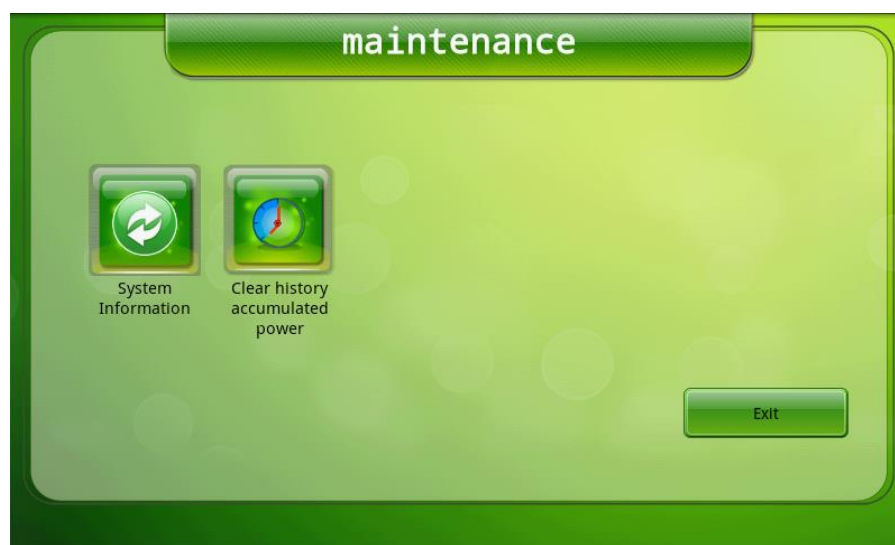 maintenance
System
Information
Clear history
accumulated
power
Exit